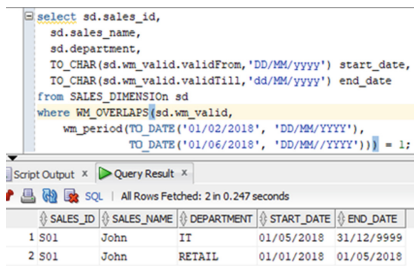 select sd.sales_id,
sd.sales_name,
sd.department,
TO_CHAR(sd.wm_valid.validFrom,'DD/MM/yyyy') start_date,
TO_CHAR(sd.wm_valid.validTill,'dd/MM/yyyy') end_date
from SALES_DIMENSIOn sd
where WM_OVERLAPS(sd.wm_valid,
wm_period(TO_DATE('01/02/2018', 'DD/MM/YYYY'),
TO_DATE('01/06/2018', 'DD/MM//YYYY'))) = 1;
Script Output x Query Result x
SQL | All Rows Fetched: 2 in 0.247 seconds
SALES_ID SALES_NAME DEPARTMENT START_DATE END_DATE
1 S01 John IT 01/05/2018 31/12/9999
2 S01 John RETAIL 01/01/2018 01/05/2018